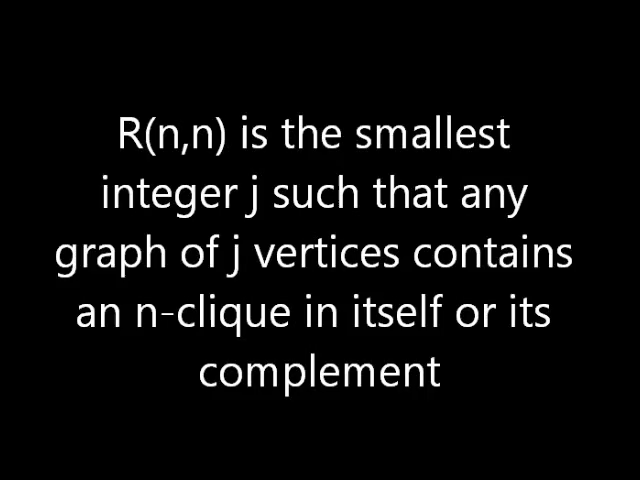 R(n,n) is the smallest
integer j such that any
graph of j vertices contains
an n-clique in itself or its
complement